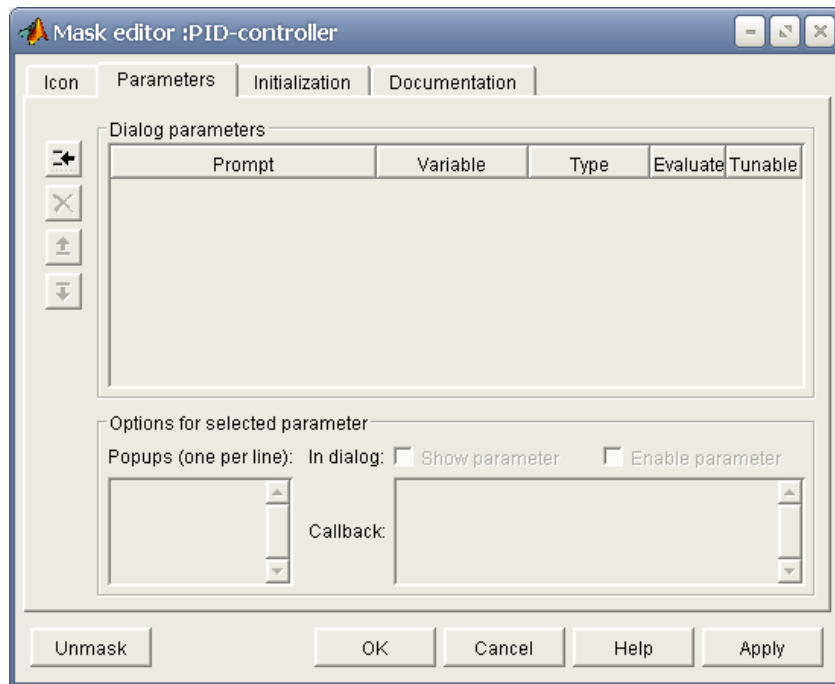 Mask editor :PID-controller
Icon Parameters Initialization Documentation
Dialog parameters
Prompt Variable Type Evaluate Tunable
Options for selected parameter
Popups (one per line): In dialog: Show parameter Enable parameter
Callback:
Unmask OK Cancel Help Apply